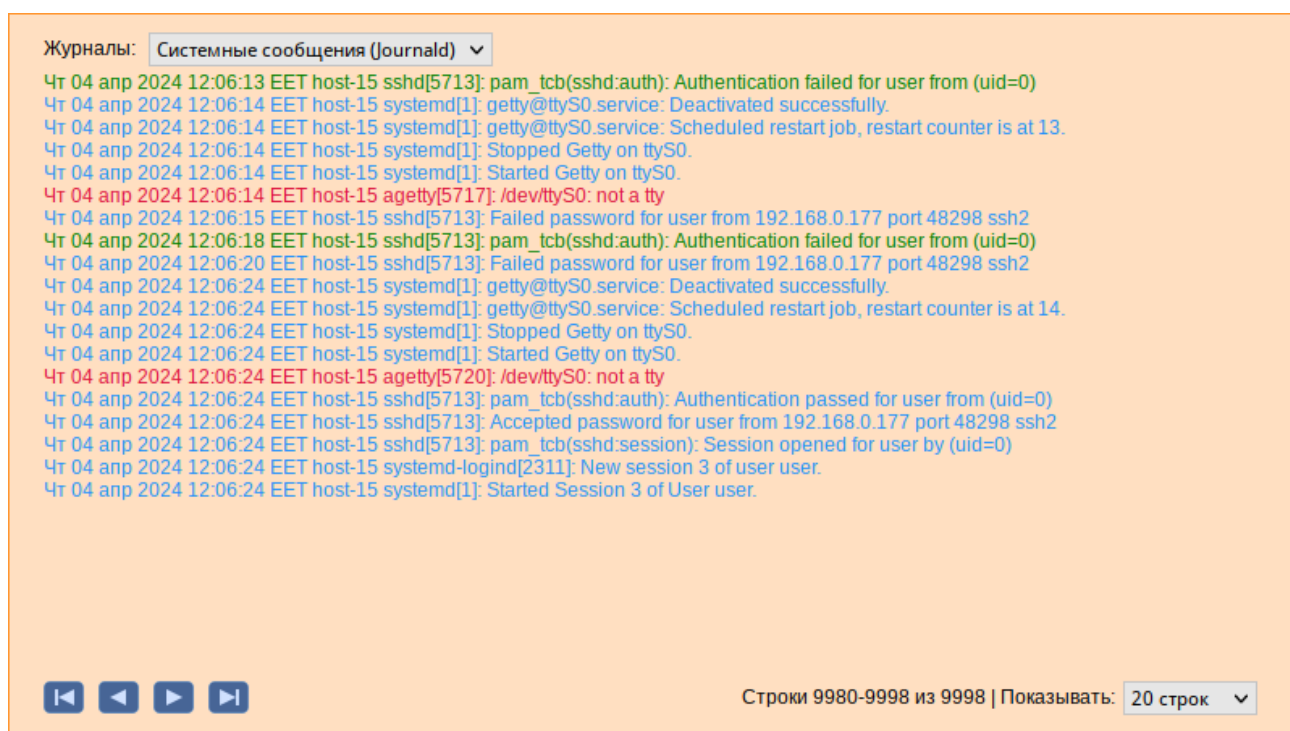 Журналы: Системные сообщения (Journald)
Чт 04 апр 2024 12:06:13 EET host-15 sshd[5713]: pam_tcb(sshd:auth): Authentication failed for user from (uid=0)
Чт 04 апр 2024 12:06:14 EET host-15 systemd[1]: getty@ttyS0.service: Deactivated successfully.
Чт 04 апр 2024 12:06:14 EET host-15 systemd[1]: getty@ttyS0.service: Scheduled restart job, restart counter is at 13.
Чт 04 апр 2024 12:06:14 EET host-15 systemd[1]: Stopped Getty on ttyS0.
Чт 04 апр 2024 12:06:14 EET host-15 systemd[1]: Started Getty on ttyS0.
Чт 04 апр 2024 12:06:14 EET host-15 agetty[5717]: /dev/ttyS0: not a tty
Чт 04 апр 2024 12:06:15 EET host-15 sshd[5713]: Failed password for user from 192.168.0.177 port 48298 ssh2
Чт 04 апр 2024 12:06:18 EET host-15 sshd[5713]: pam_tcb(sshd:auth): Authentication failed for user from (uid=0)
Чт 04 апр 2024 12:06:20 EET host-15 sshd[5713]: Failed password for user from 192.168.0.177 port 48298 ssh2
Чт 04 апр 2024 12:06:24 EET host-15 systemd[1]: getty@ttyS0.service: Deactivated successfully.
Чт 04 апр 2024 12:06:24 EET host-15 systemd[1]: getty@ttyS0.service: Scheduled restart job, restart counter is at 14.
Чт 04 апр 2024 12:06:24 EET host-15 systemd[1]: Stopped Getty on ttyS0.
Чт 04 апр 2024 12:06:24 EET host-15 systemd[1]: Started Getty on ttyS0.
Чт 04 апр 2024 12:06:24 EET host-15 agetty[5720]: /dev/ttyS0: not a tty
Чт 04 апр 2024 12:06:24 EET host-15 sshd[5713]: pam_tcb(sshd:auth): Authentication passed for user from (uid=0)
Чт 04 апр 2024 12:06:24 EET host-15 sshd[5713]: Accepted password for user from 192.168.0.177 port 48298 ssh2
Чт 04 апр 2024 12:06:24 EET host-15 sshd[5713]: pam_tcb(sshd:session): Session opened for user by (uid=0)
Чт 04 апр 2024 12:06:24 EET host-15 systemd-logind[2311]: New session 3 of user user.
Чт 04 апр 2024 12:06:24 EET host-15 systemd[1]: Started Session 3 of User user.
Строки 9980-9998 из 9998 | Показывать: 20 строк